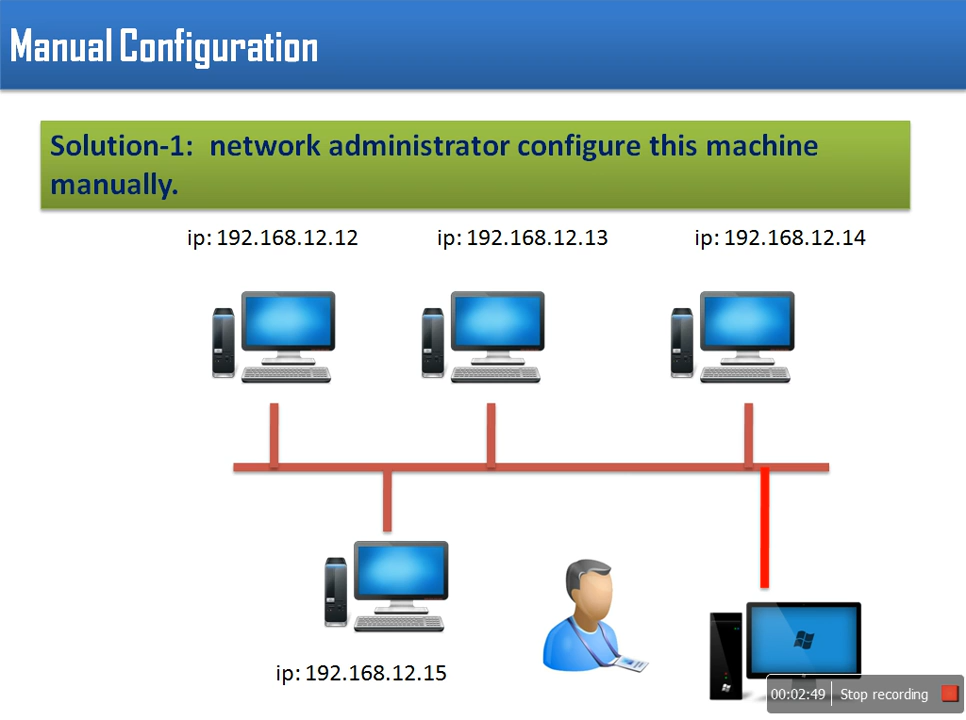 Manual Configuration
Solution-1:  network administrator configure this machine
manually.
ip: 192.168.12.12
ip: 192.168.12.13
ip: 192.168.12.14
ip: 192.168.12.15
00:02:49
Stop recording